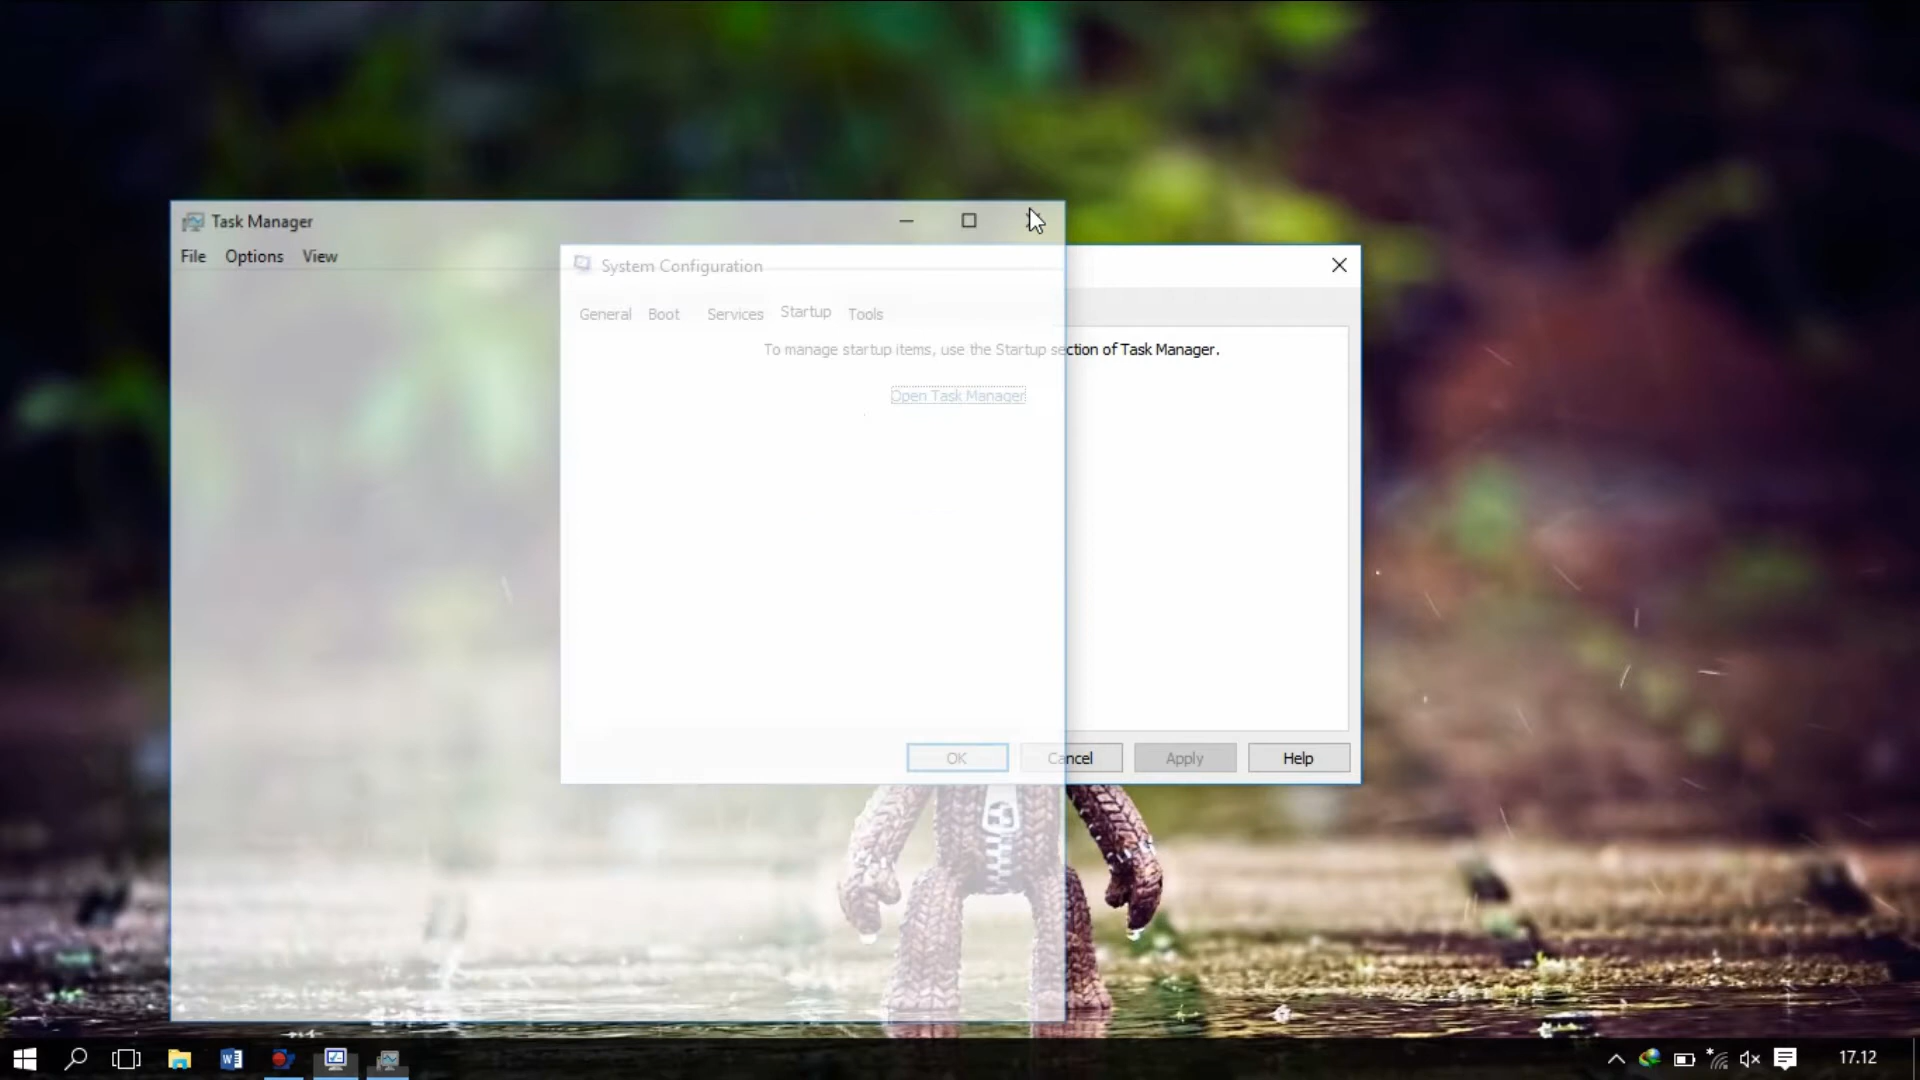 Task Manager
File Options View
System Configuration
General Boot Services Startup Tools
To manage startup items, use the Startup section of Task Manager.
Open Task Manager
OK Cancel Apply Help
17.12